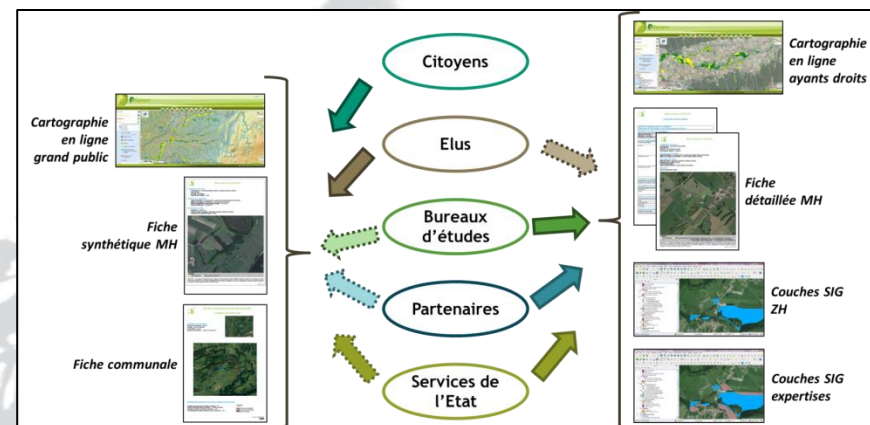 Cartographie
en ligne
grand public
Fiche
synthétique MH
Fiche communale
Citoyens
Elus
Bureaux
d'études
Partenaires
Services de
l'Etat
Cartographie
en ligne
ayants droits
Fiche
détaillée MH
Couches SIG
ZH
Couches SIG
expertises